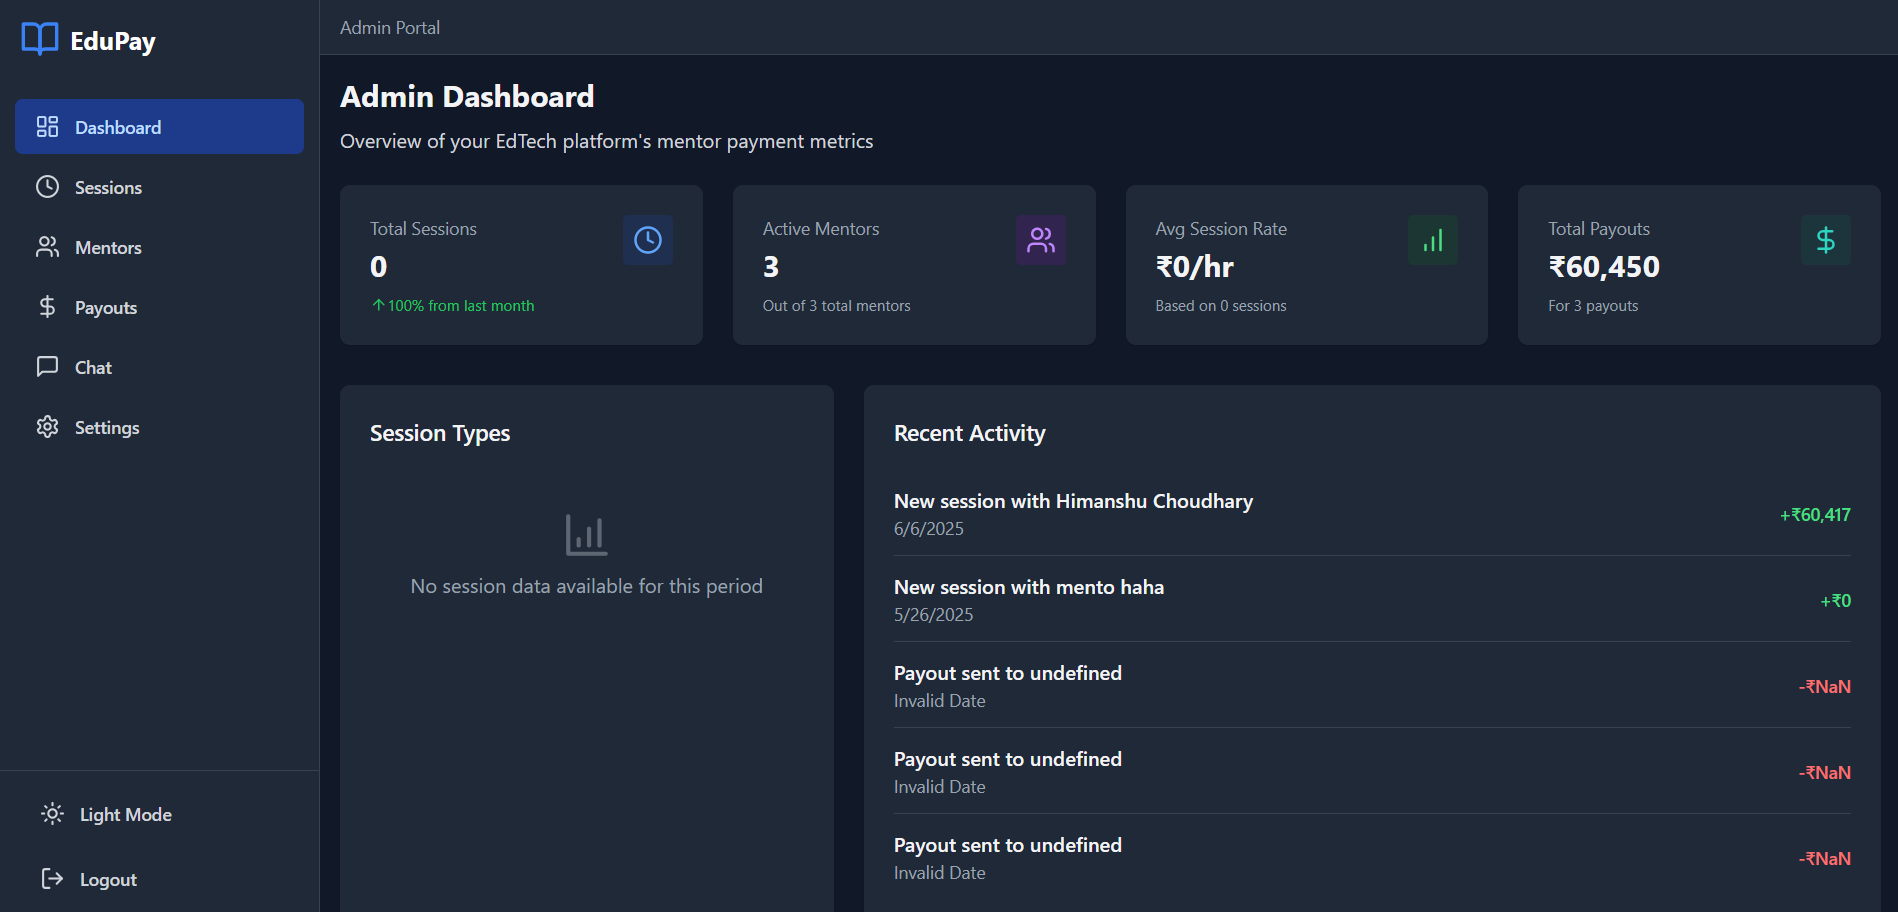 EduPay
Dashboard
Sessions
Mentors
Payouts
Chat
Settings
Light Mode
Logout
Admin Portal
Admin Dashboard
Overview of your EdTech platform's mentor payment metrics
Total Sessions
0
↑100% from last month
Active Mentors
3
Out of 3 total mentors
Avg Session Rate
₹0/hr
Based on 0 sessions
Total Payouts
₹60,450
For 3 payouts
Session Types
No session data available for this period
Recent Activity
New session with Himanshu Choudhary
6/6/2025
+₹60,417
New session with mento haha
5/26/2025
+₹0
Payout sent to undefined
Invalid Date
-₹NaN
Payout sent to undefined
Invalid Date
-₹NaN
Payout sent to undefined
Invalid Date
-₹NaN